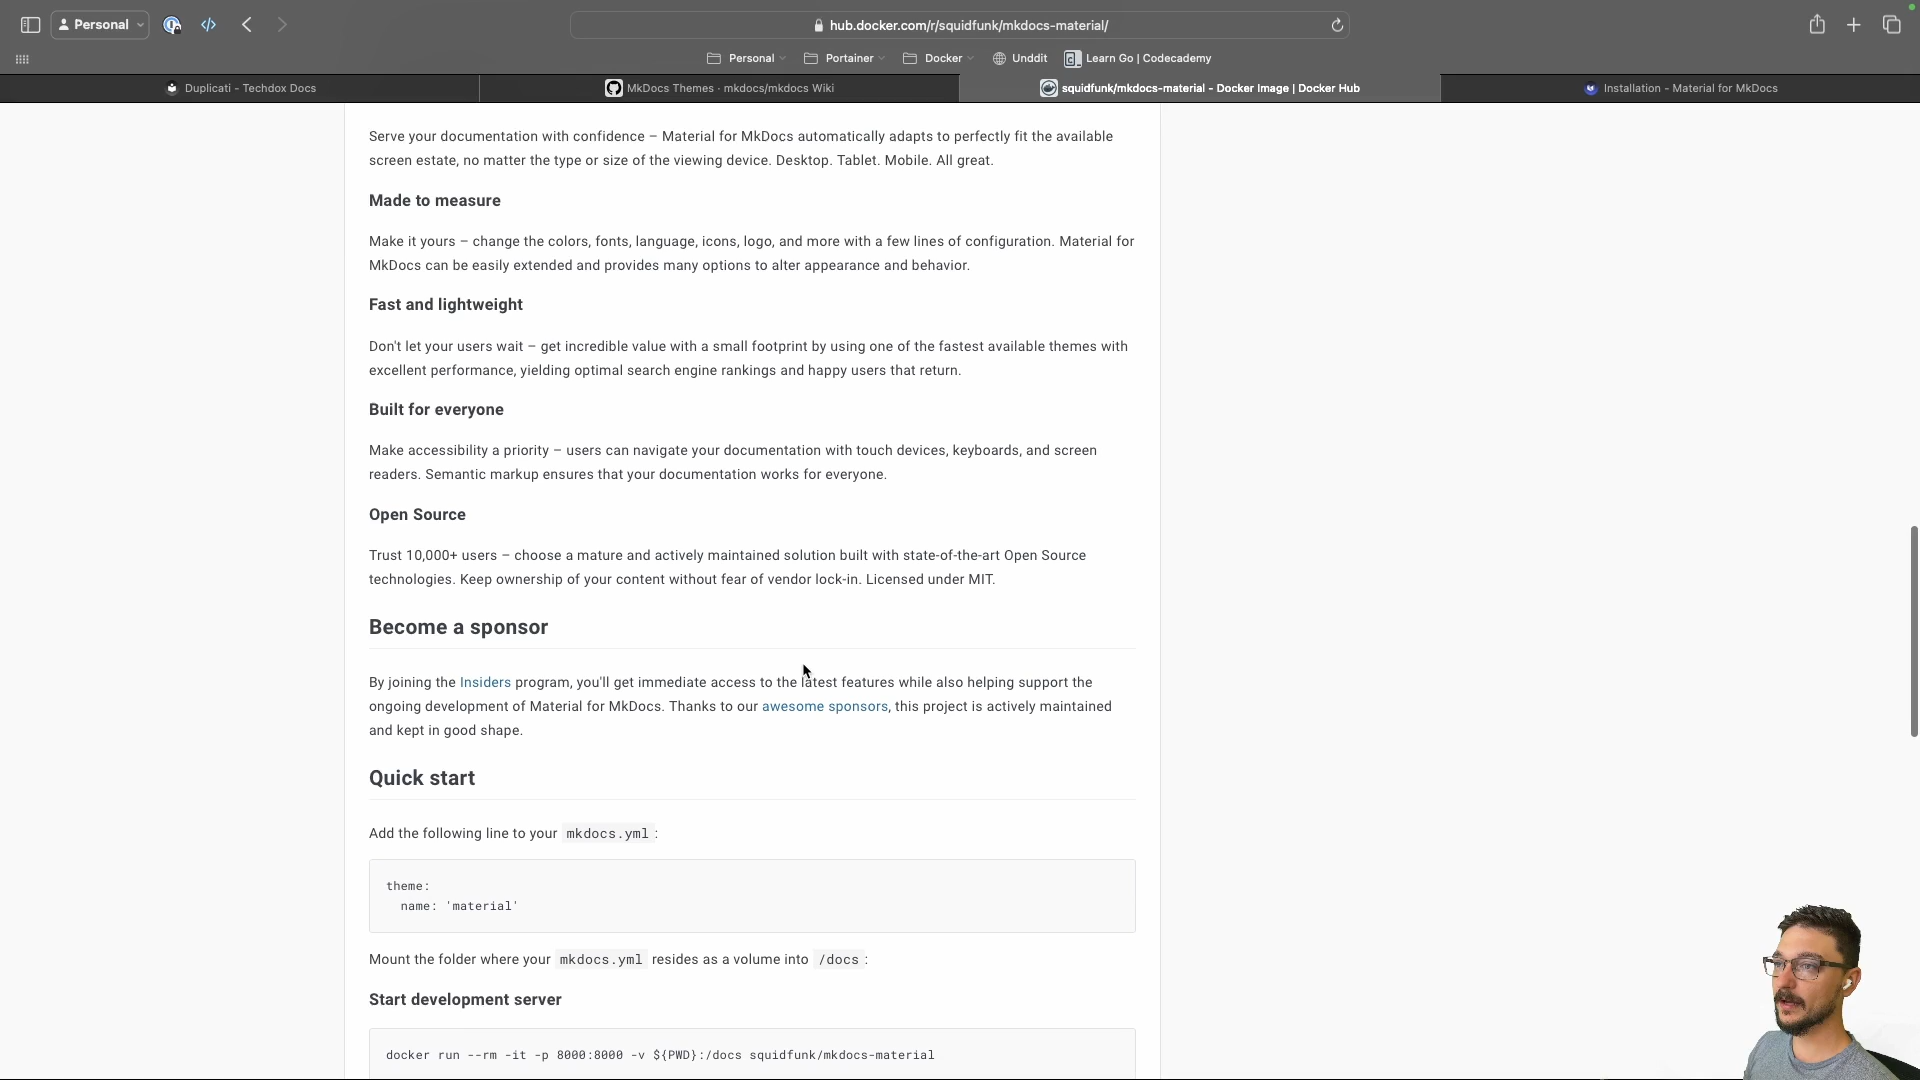 Personal
hub.docker.com/r/squidfunk/mkdocs-material/
Personal
Portainer
Docker
Unddit
Learn Go | Codecademy
Duplicati - Techdox Docs
MkDocs Themes · mkdocs/mkdocs Wiki
squidfunk/mkdocs-material - Docker Image | Docker Hub
Installation - Material for MkDocs
Serve your documentation with confidence – Material for MkDocs automatically adapts to perfectly fit the available
screen estate, no matter the type or size of the viewing device. Desktop. Tablet. Mobile. All great.
Made to measure
Make it yours – change the colors, fonts, language, icons, logo, and more with a few lines of configuration. Material for
MkDocs can be easily extended and provides many options to alter appearance and behavior.
Fast and lightweight
Don't let your users wait – get incredible value with a small footprint by using one of the fastest available themes with
excellent performance, yielding optimal search engine rankings and happy users that return.
Built for everyone
Make accessibility a priority – users can navigate your documentation with touch devices, keyboards, and screen
readers. Semantic markup ensures that your documentation works for everyone.
Open Source
Trust 10,000+ users – choose a mature and actively maintained solution built with state-of-the-art Open Source
technologies. Keep ownership of your content without fear of vendor lock-in. Licensed under MIT.
Become a sponsor
By joining the Insiders program, you'll get immediate access to the latest features while also helping support the
ongoing development of Material for MkDocs. Thanks to our awesome sponsors, this project is actively maintained
and kept in good shape.
Quick start
Add the following line to your mkdocs.yml :
theme:
name: 'material'
Mount the folder where your mkdocs.yml resides as a volume into /docs :
Start development server
docker run --rm -it -p 8000:8000 -v ${PWD}:/docs squidfunk/mkdocs-material